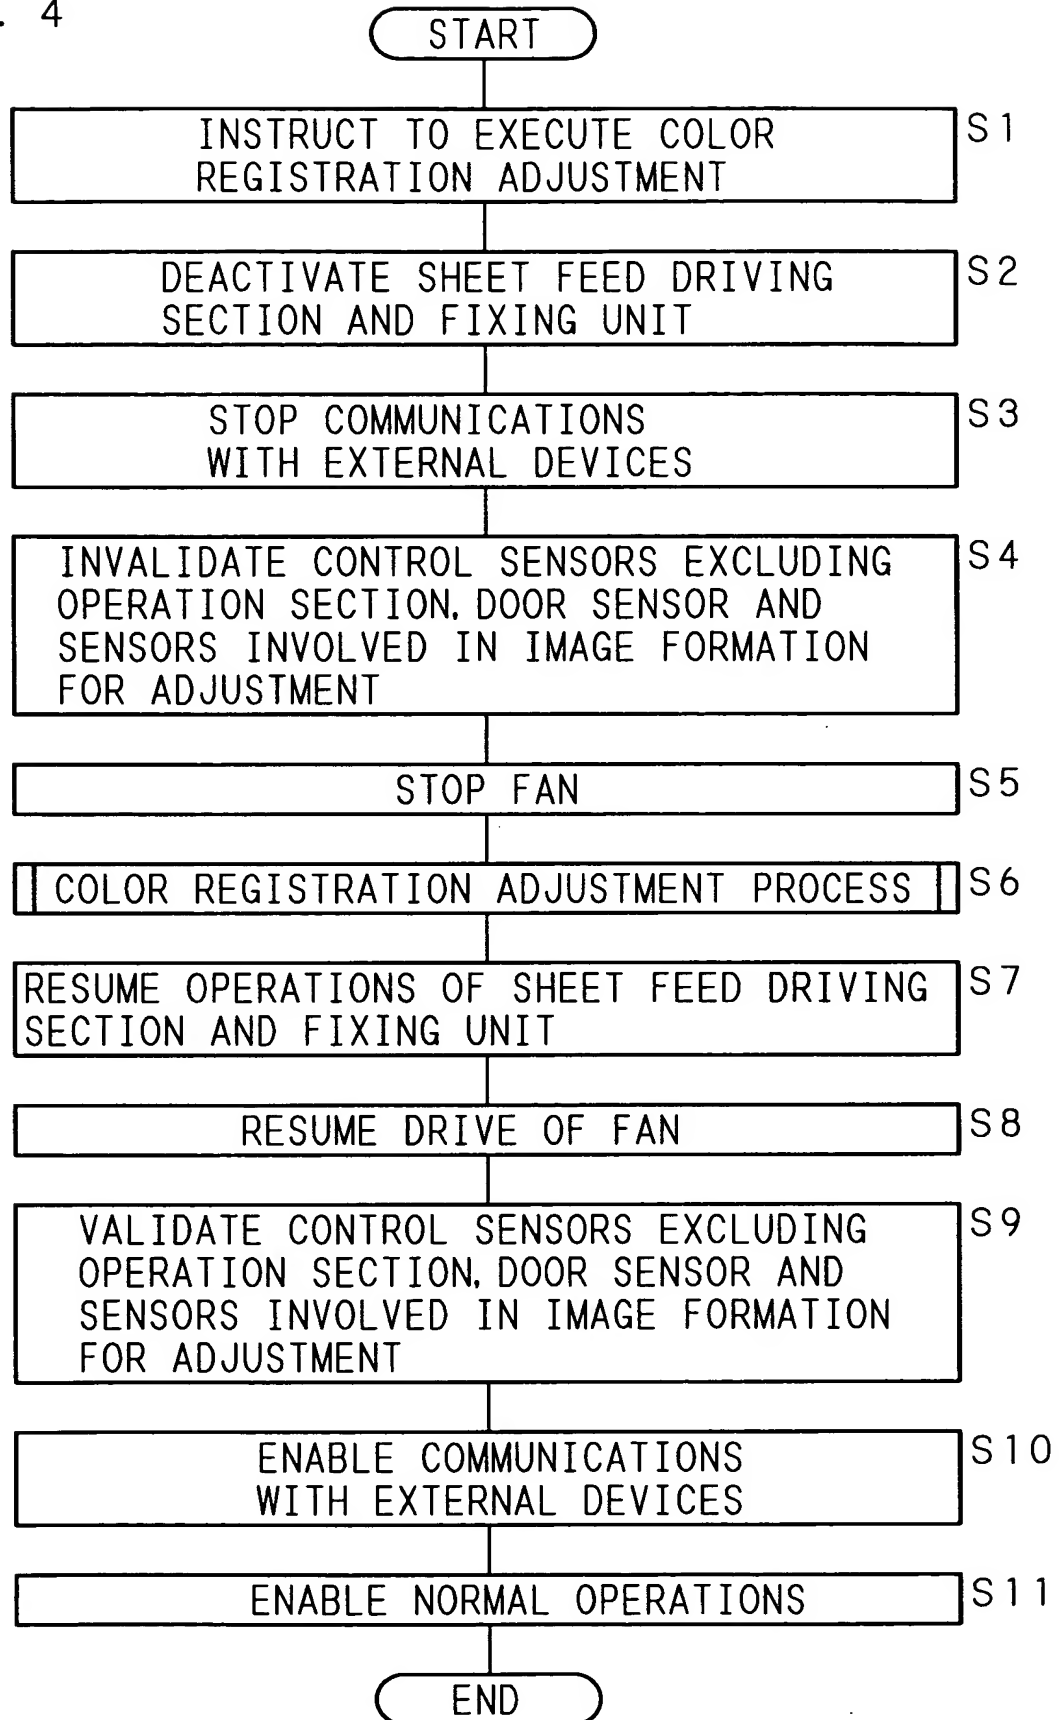 . 4
START
INSTRUCT TO EXECUTE COLOR
REGISTRATION ADJUSTMENT
S1
DEACTIVATE SHEET FEED DRIVING
SECTION AND FIXING UNIT
S2
STOP COMMUNICATIONS
WITH EXTERNAL DEVICES
S3
INVALIDATE CONTROL SENSORS EXCLUDING
OPERATION SECTION, DOOR SENSOR AND
SENSORS INVOLVED IN IMAGE FORMATION
FOR ADJUSTMENT
S4
STOP FAN
S5
COLOR REGISTRATION ADJUSTMENT PROCESS
S6
RESUME OPERATIONS OF SHEET FEED DRIVING
SECTION AND FIXING UNIT
S7
RESUME DRIVE OF FAN
S8
VALIDATE CONTROL SENSORS EXCLUDING
OPERATION SECTION, DOOR SENSOR AND
SENSORS INVOLVED IN IMAGE FORMATION
FOR ADJUSTMENT
S9
ENABLE COMMUNICATIONS
WITH EXTERNAL DEVICES
S10
ENABLE NORMAL OPERATIONS
S11
END